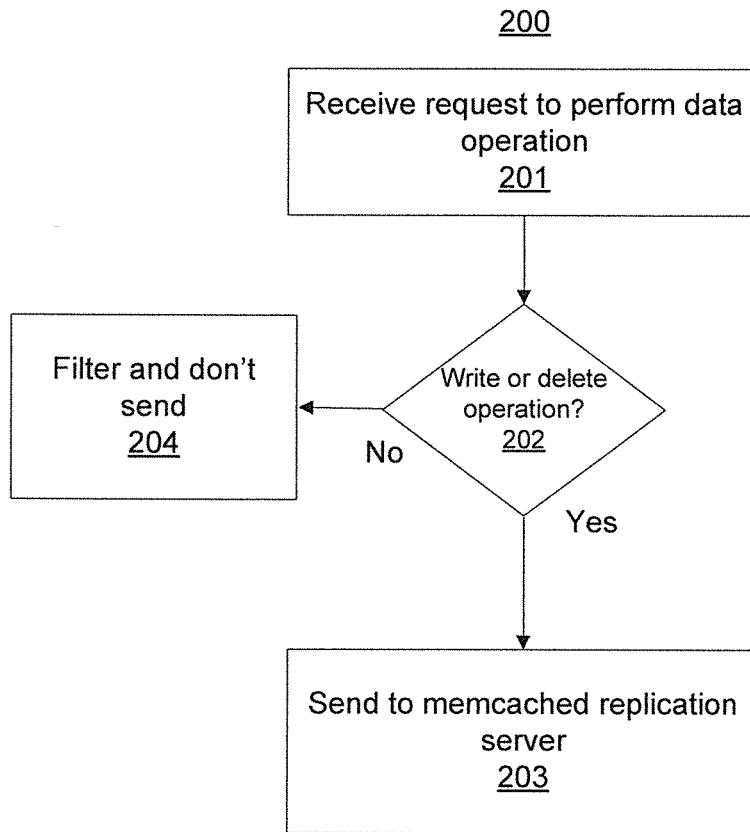 200
Receive request to perform data
operation
201
Write or delete
operation?
202
Filter and don't
send
204
No
Yes
Send to memcached replication
server
203